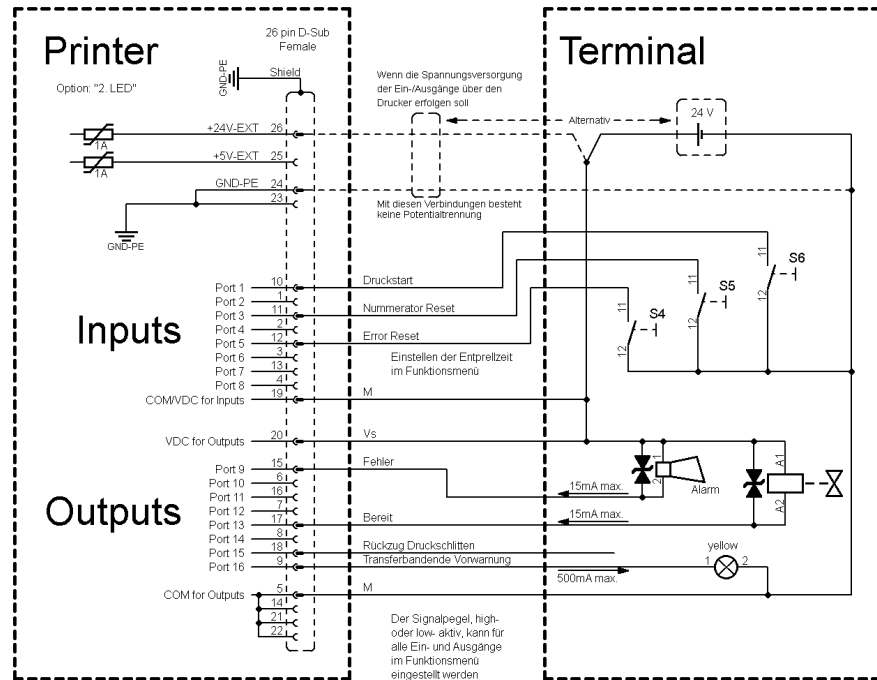 Printer
26 pin D-Sub
Female
Terminal
Option: "2. LED"
GND-PE
Shield
Wenn die Spannungsversorgung
der Ein-/Ausgänge über den
Drucker erfolgen soll
Alternativ
24 V
+24V-EXT 26
1A
+5V-EXT 25
1A
GND-PE 24
23
GND-PE
Mit diesen Verbindungen besteht
keine Potentialtrennung
Inputs
Port 1 10 Druckstart
Port 2 1
Port 3 11 Nummerator Reset
Port 4 2
Port 5 12 Error Reset
Port 6 3
Port 7 13
Port 8 4
COM/VDC for Inputs 19 M
Einstellen der Entprellzeit
im Funktionsmenü
11 S6 12
11 S5 12
11 S4 12
VDC for Outputs 20 Vs
Outputs
Port 9 15 Fehler
Port 10 6
Port 11 16
Port 12 7
Port 13 17 Bereit
Port 14 8
Port 15 18 Rückzug Druckschlitten
Port 16 9 Transferbandende Vorwarnung
COM for Outputs 5 M
14
21
22
15mA max.
15mA max.
500mA max.
1 2 Alarm
A1 A2
yellow
1 2
Der Signalpegel, high-
oder low- aktiv, kann für
alle Ein- und Ausgänge
im Funktionsmenü
eingestellt werden